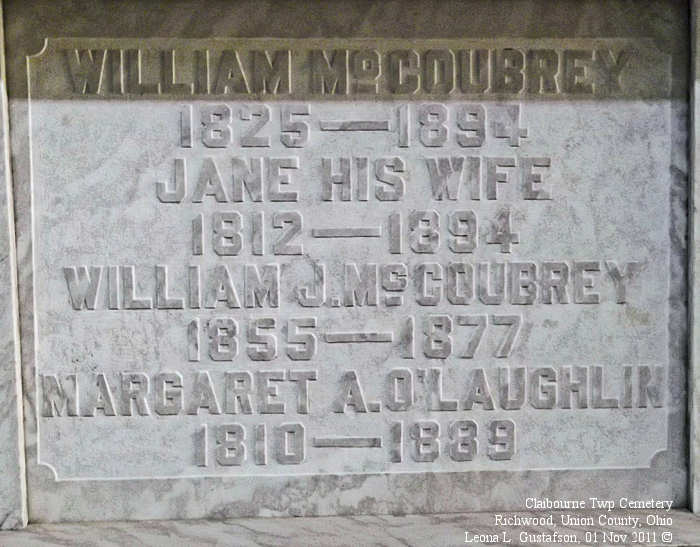 WILLIAM McCOUBREY
1825—1894
JANE HIS WIFE
1812—1894
WILLIAM J. McCOUBREY
1855—1877
MARGARET A. O'LAUGHLIN
1810—1889
Claibourne Twp Cemetery
Richwood, Union County, Ohio
Leona L. Gustafson, 01 Nov 2011 ©